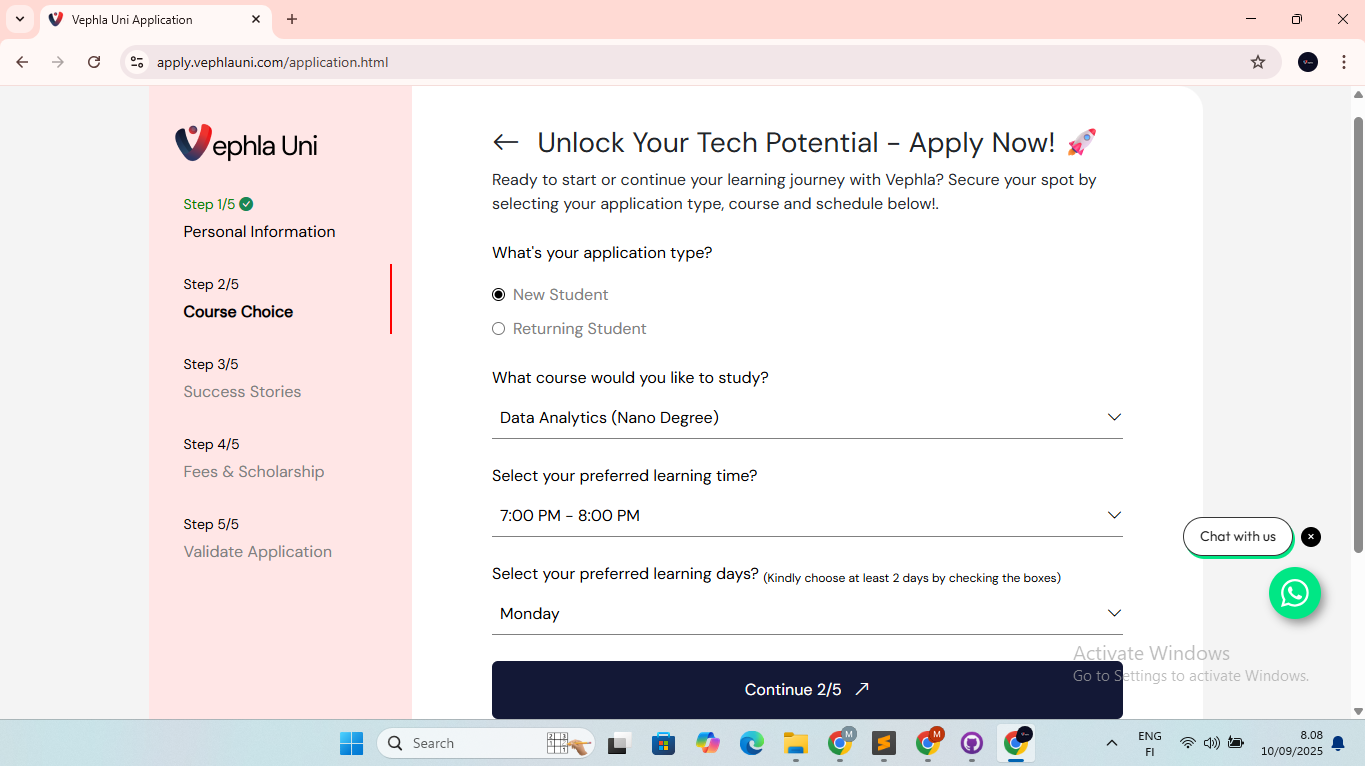 Vephla Uni Application
apply.vephlauni.com/application.html
Vephla Uni
Step 1/5
Personal Information
Step 2/5
Course Choice
Step 3/5
Success Stories
Step 4/5
Fees & Scholarship
Step 5/5
Validate Application
Unlock Your Tech Potential - Apply Now! 🚀
Ready to start or continue your learning journey with Vephla? Secure your spot by
selecting your application type, course and schedule below!.
What's your application type?
New Student
Returning Student
What course would you like to study?
Data Analytics (Nano Degree)
Select your preferred learning time?
7:00 PM - 8:00 PM
Select your preferred learning days? (Kindly choose at least 2 days by checking the boxes)
Monday
Continue 2/5
Chat with us
Activate Windows
Go to Settings to activate Windows.
Search
M
M
ENG
FI
8.08
10/09/2025